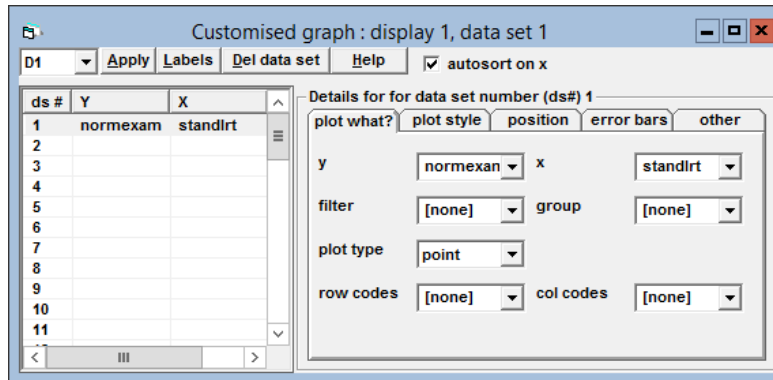 Customised graph : display 1, data set 1
D1 Apply Labels Del data set Help autosort on x
ds # Y X
1 normexam standlrt
2
3
4
5
6
7
8
9
10
11
Details for for data set number (ds#) 1
plot what? plot style position error bars other
y normexan x standlrt
filter [none] group [none]
plot type point
row codes [none] col codes [none]